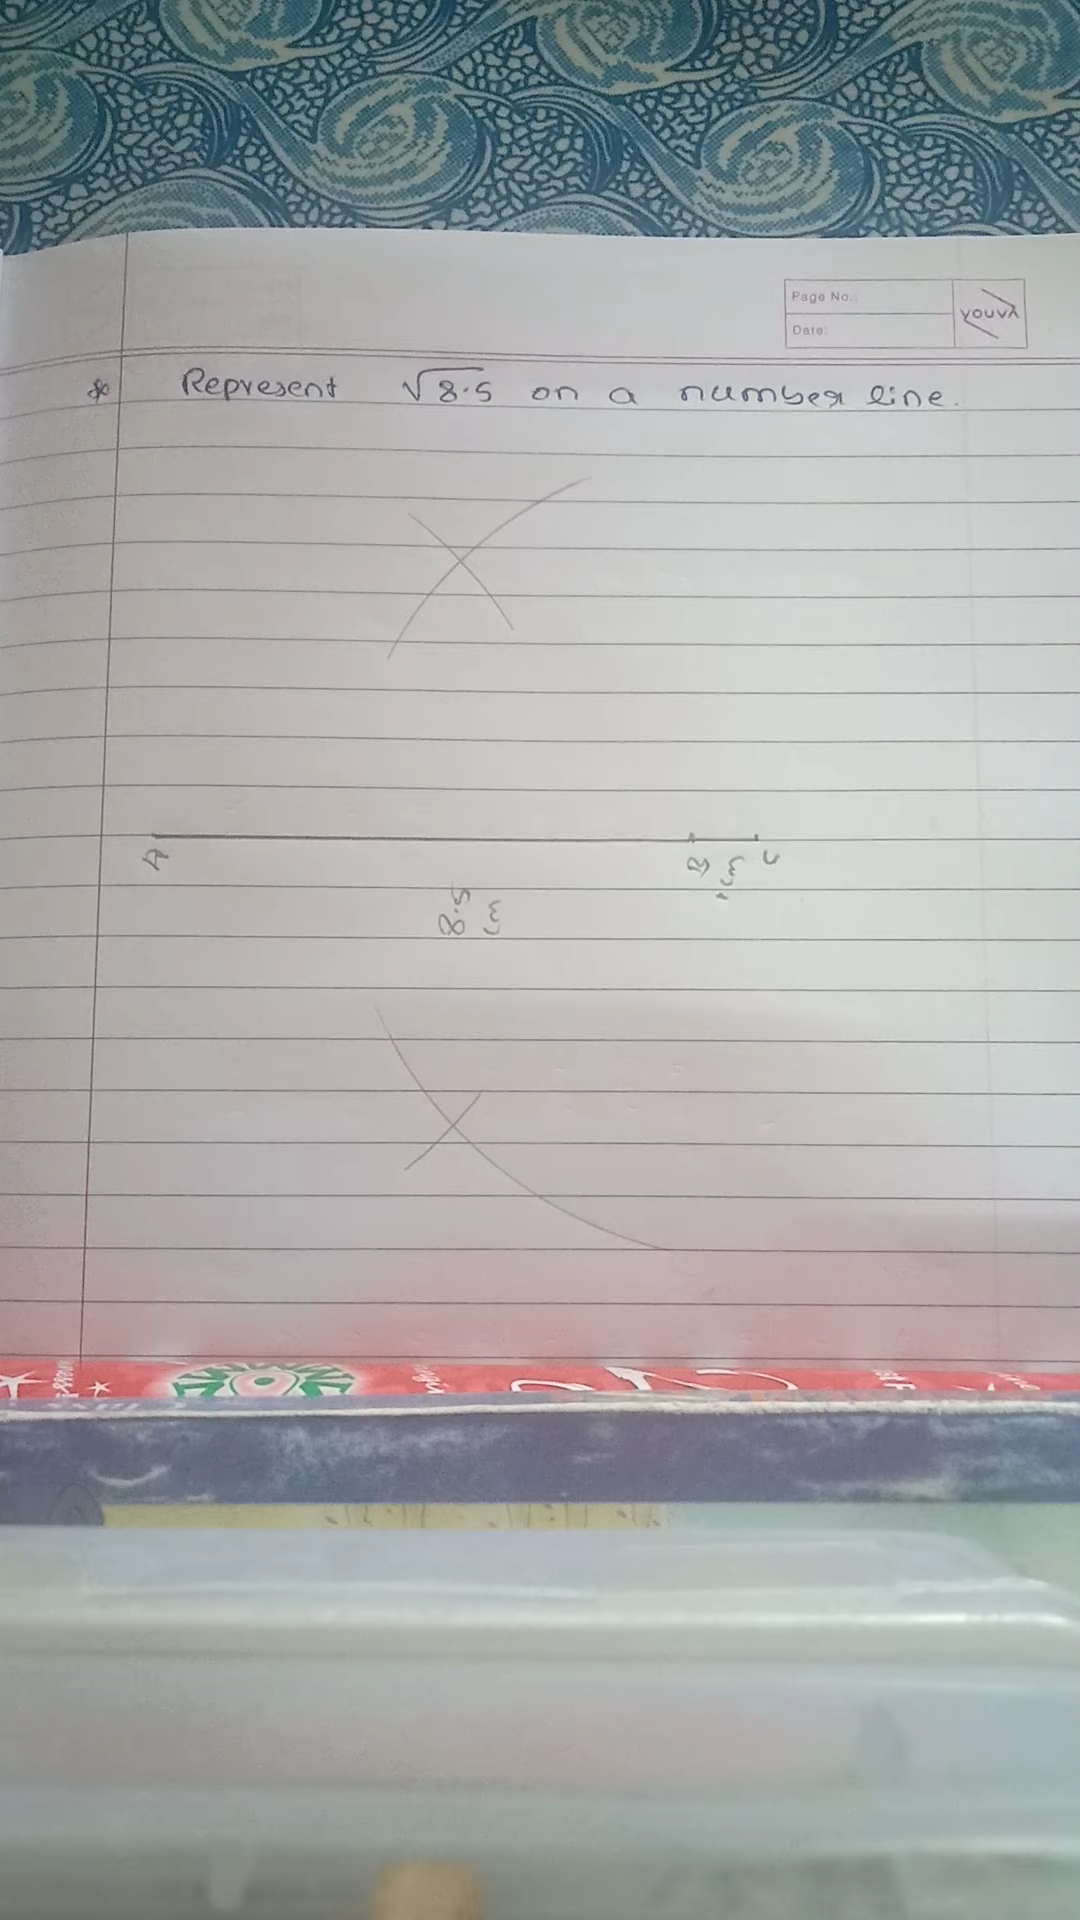 Page No.:
Date:
YOUVA
* Represent √8.5 on a number line.
A B C
1 cm
8.5 cm